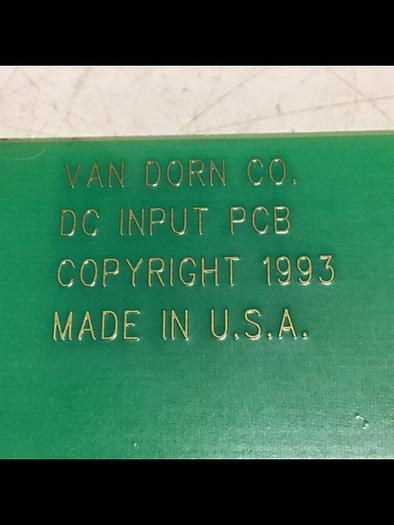 VAN DORN CO.
DC INPUT PCB
COPYRIGHT 1993
MADE IN U.S.A.